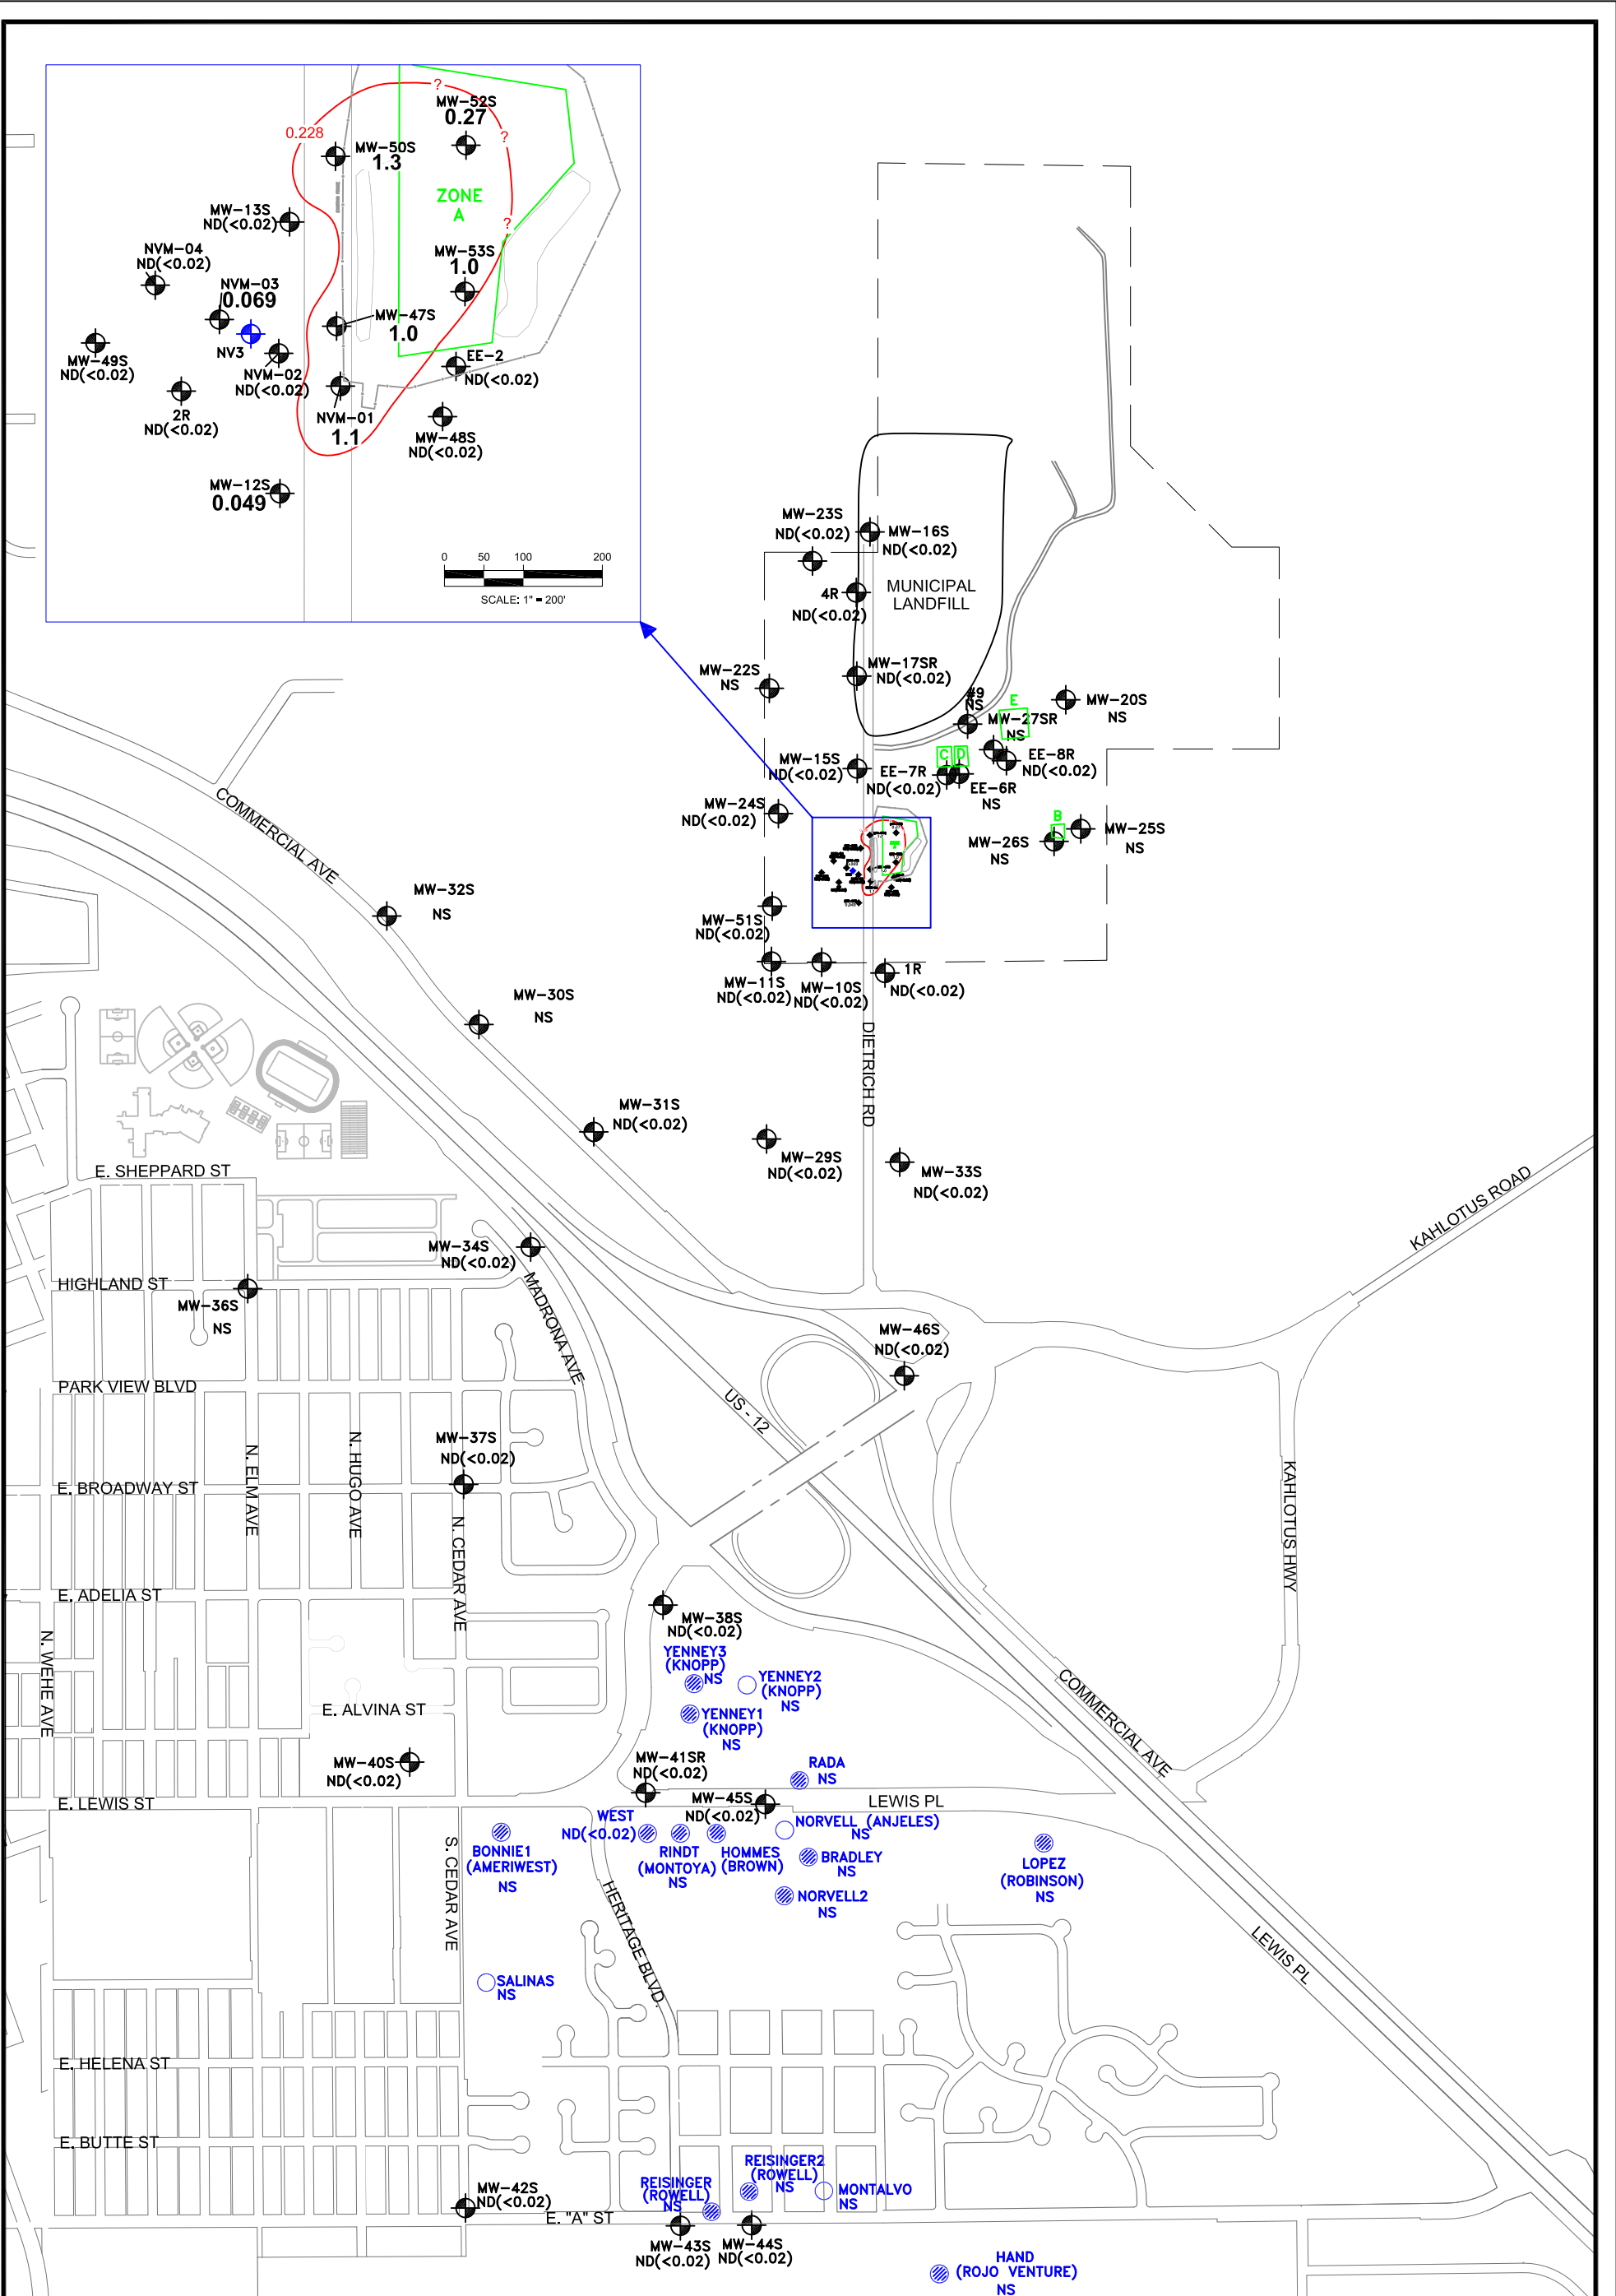 ?
MW-52S
0.27
0.228
?
MW-50S
1.3
ZONE
A
MW-13S
ND(<0.02)
?
NVM-04
ND(<0.02)
MW-53S
1.0
NVM-03
0.069
MW-47S
1.0
NV3
MW-49S
ND(<0.02)
NVM-02
ND(<0.02)
EE-2
ND(<0.02)
2R
ND(<0.02)
NVM-01
1.1
MW-48S
ND(<0.02)
MW-12S
0.049
0 50 100 200
SCALE: 1" = 200'
MW-23S
ND(<0.02)
MW-16S
ND(<0.02)
4R
ND(<0.02)
MUNICIPAL
LANDFILL
MW-17SR
ND(<0.02)
MW-22S
NS
#9
NS
E
MW-20S
NS
MW-27SR
NS
MW-15S
ND(<0.02)
C
D
EE-8R
ND(<0.02)
EE-7R
ND(<0.02)
EE-6R
NS
MW-24S
ND(<0.02)
B
MW-25S
NS
MW-26S
NS
COMMERCIAL AVE
MW-32S
NS
MW-51S
ND(<0.02)
MW-11S
ND(<0.02)
MW-10S
ND(<0.02)
1R
ND(<0.02)
MW-30S
NS
DIETRICH RD
MW-31S
ND(<0.02)
MW-29S
ND(<0.02)
MW-33S
ND(<0.02)
E. SHEPPARD ST
KAHLOTUS ROAD
MW-34S
ND(<0.02)
HIGHLAND ST
MW-36S
NS
MADRONA AVE
MW-46S
ND(<0.02)
PARK VIEW BLVD
US - 12
MW-37S
ND(<0.02)
N. ELM AVE
N. HUGO AVE
E. BROADWAY ST
N. CEDAR AVE
KAHLOTUS HWY
E. ADELIA ST
MW-38S
ND(<0.02)
N. WEHE AVE
YENNEY3
(KNOPP)
NS
YENNEY2
(KNOPP)
NS
YENNEY1
(KNOPP)
NS
COMMERCIAL AVE
E. ALVINA ST
MW-40S
ND(<0.02)
MW-41SR
ND(<0.02)
RADA
NS
MW-45S
ND(<0.02)
LEWIS PL
E. LEWIS ST
WEST
ND(<0.02)
NORVELL (ANJELES)
NS
BONNIE1
(AMERIWEST)
NS
RINDT
(MONTOYA)
NS
HOMMES
(BROWN)
BRADLEY
NS
LOPEZ
(ROBINSON)
NS
NORVELL2
NS
S. CEDAR AVE
HERITAGE BLVD.
LEWIS PL
SALINAS
NS
E. HELENA ST
E. BUTTE ST
REISINGER2
(ROWELL)
NS
REISINGER
(ROWELL)
NS
MONTALVO
NS
MW-42S
ND(<0.02)
E. "A" ST
MW-43S
ND(<0.02)
MW-44S
ND(<0.02)
HAND
(ROJO VENTURE)
NS